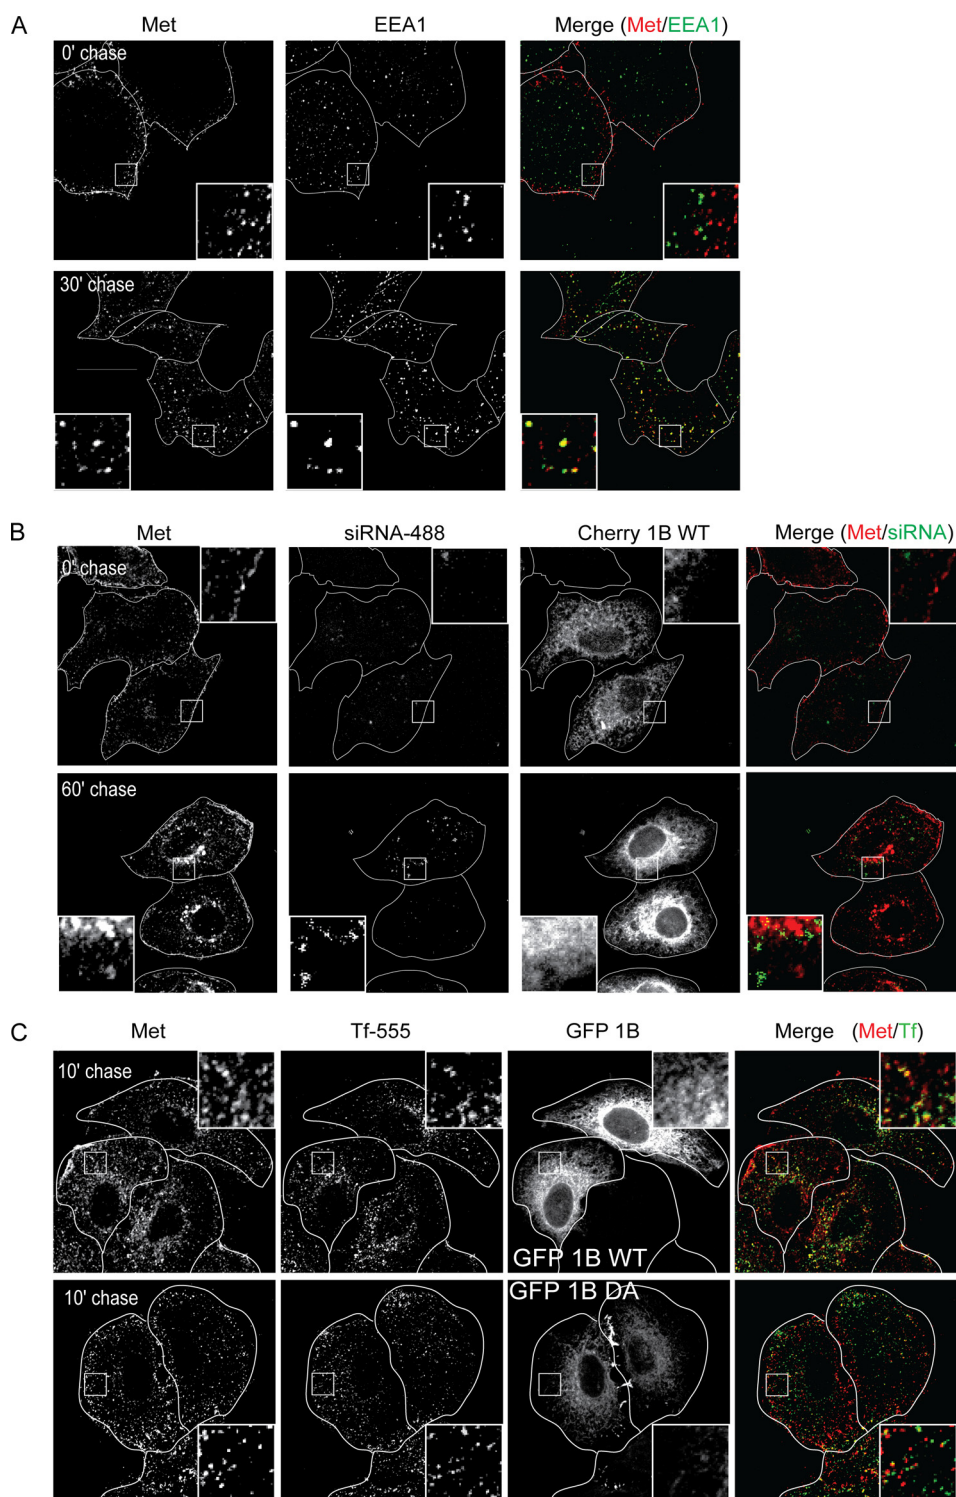 A
Met
EEA1
Merge (Met/EEA1)
0' chase
30' chase
B
Met
siRNA-488
Cherry 1B WT
Merge (Met/siRNA)
0' chase
60' chase
C
Met
Tf-555
GFP 1B
Merge (Met/Tf)
10' chase
GFP 1B WT
10' chase
GFP 1B DA